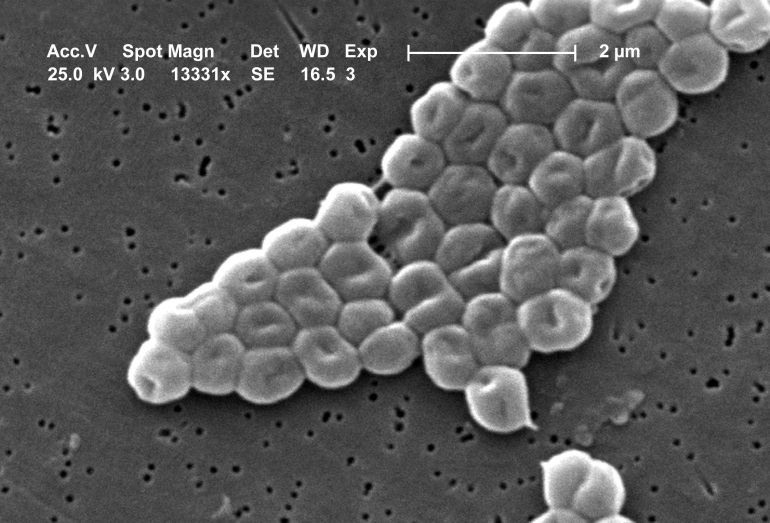 Acc.V Spot Magn Det WD Exp 2 µm
25.0 kV 3.0 13331x SE 16.5 3